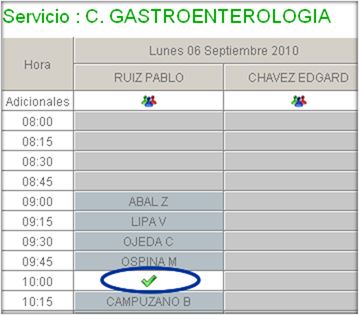 Servicio : C. GASTROENTEROLOGIA
Hora
Lunes 06 Septiembre 2010
RUIZ PABLO CHAVEZ EDGARD
Adicionales
08:00
08:15
08:30
08:45
09:00 ABAL Z
09:15 LIPA V
09:30 OJEDA C
09:45 OSPINA M
10:00
10:15 CAMPUZANO B